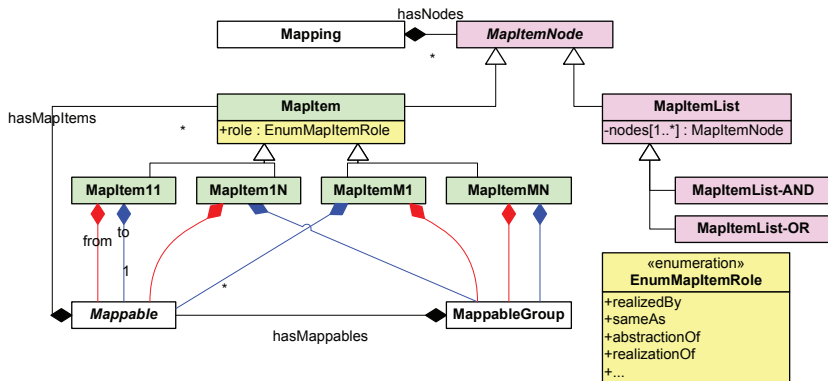 hasNodes
Mapping
MapItemNode
*
MapItem
+role : EnumMapItemRole
MapItemList
-nodes[1..*] : MapItemNode
hasMapItems
*
MapItem11
MapItem1N
MapItemM1
MapItemMN
MapItemList-AND
MapItemList-OR
from
to
1
*
«enumeration»
EnumMapItemRole
+realizedBy
+sameAs
+abstractionOf
+realizationOf
+...
Mappable
MappableGroup
hasMappables